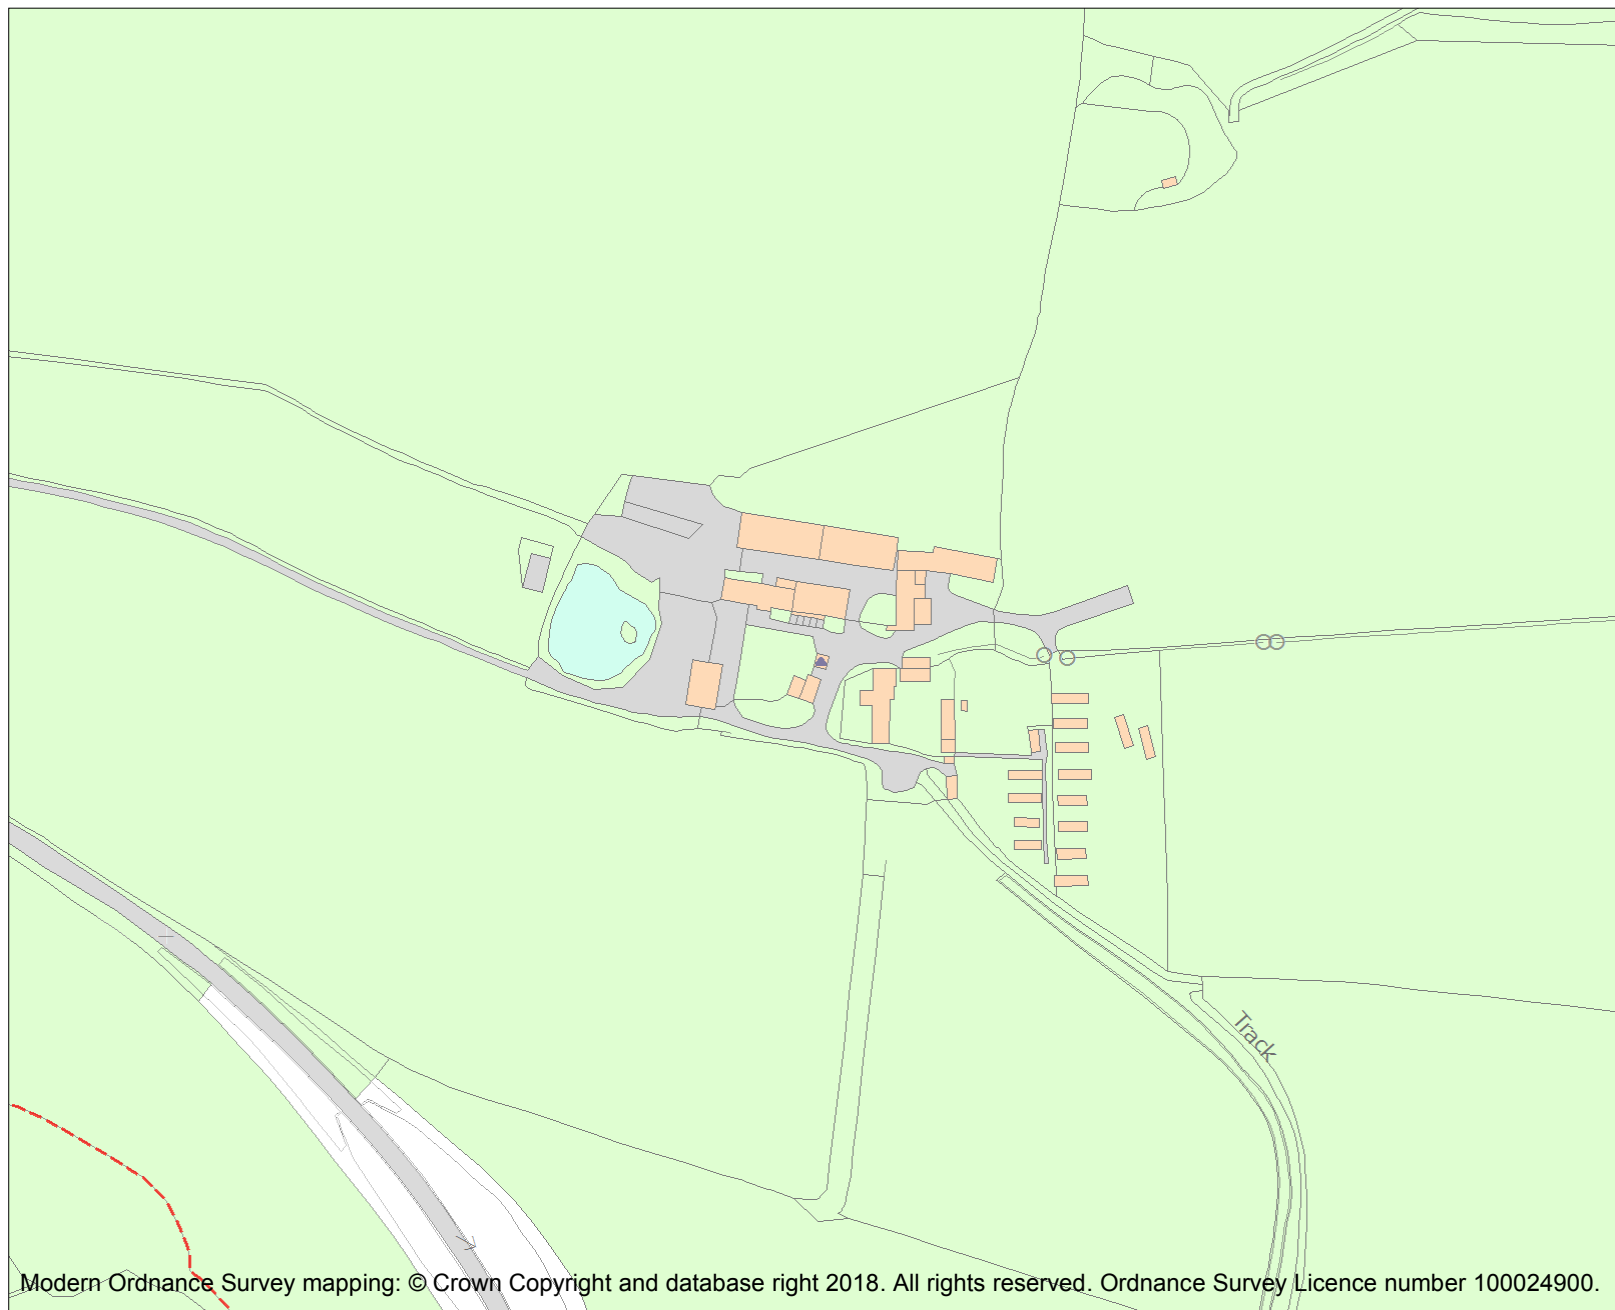 Track
Modern Ordnance Survey mapping: © Crown Copyright and database right 2018. All rights reserved. Ordnance Survey Licence number 100024900.